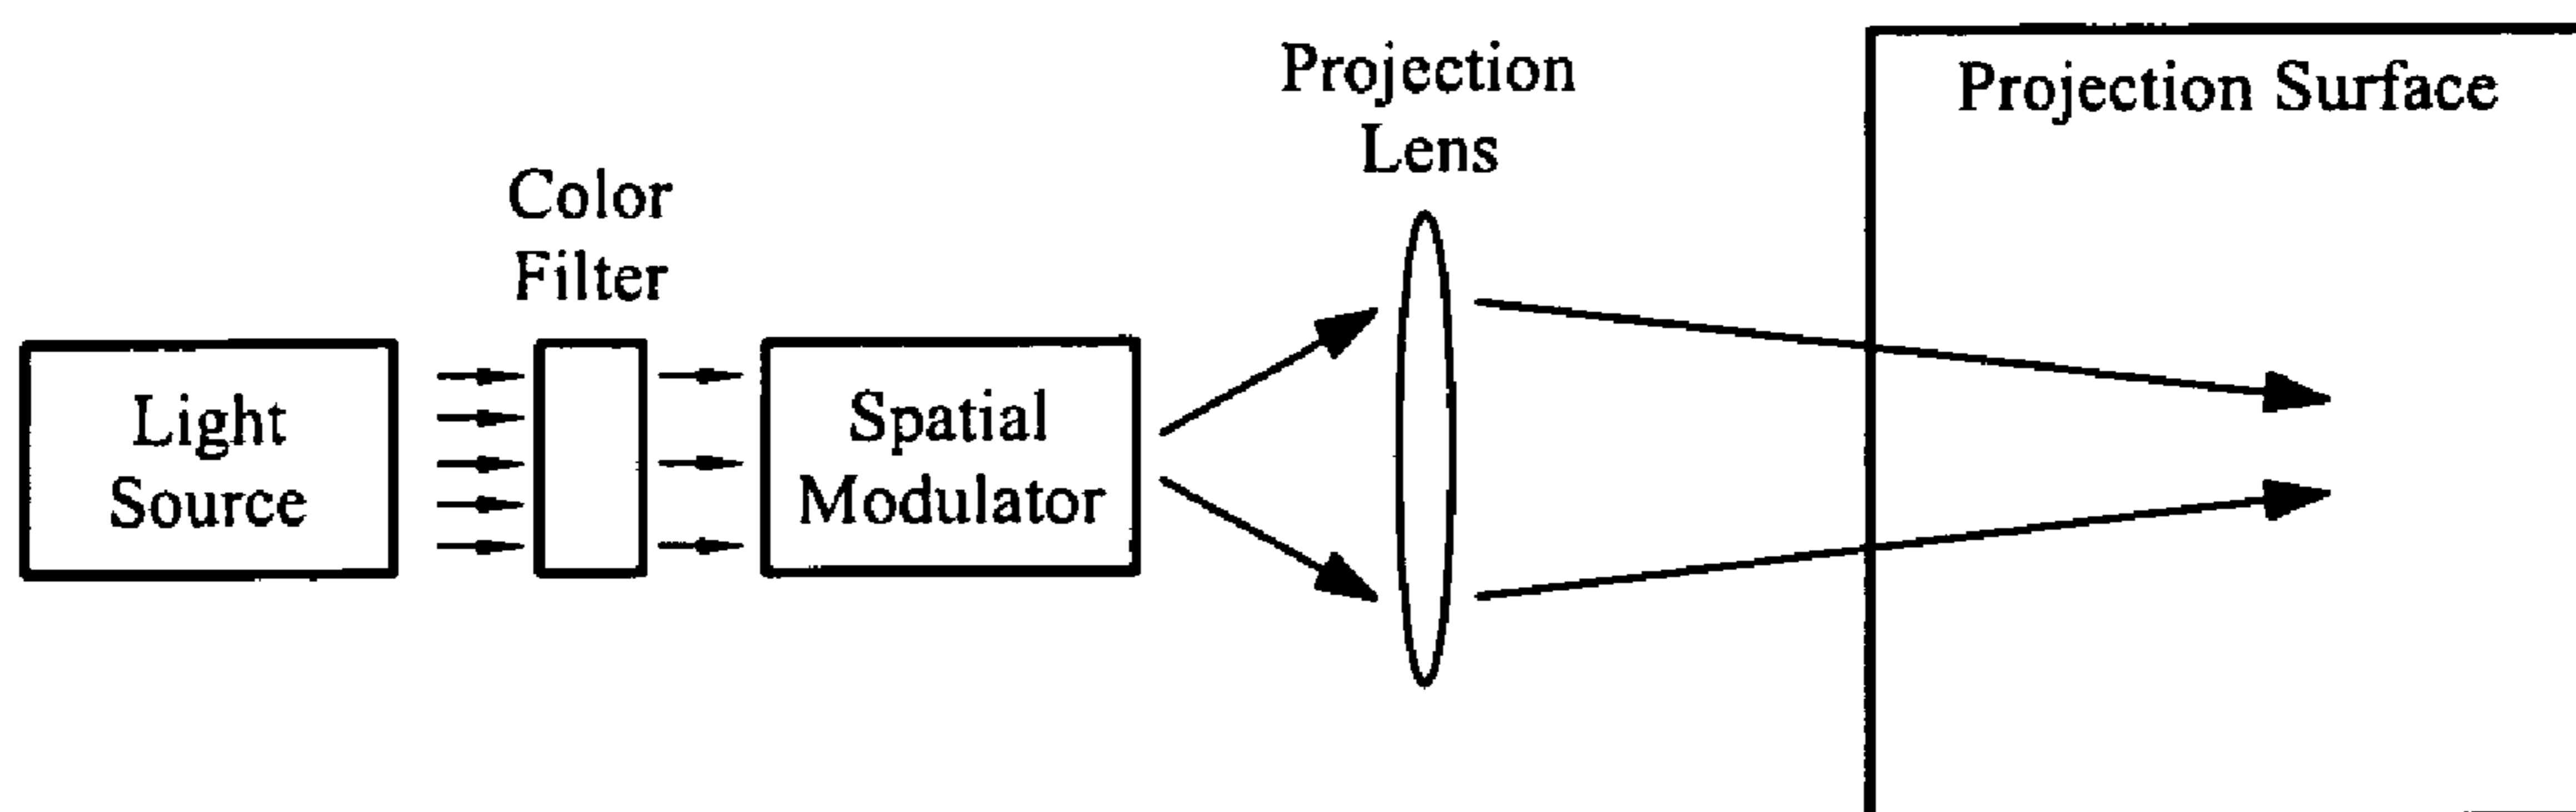 Light
Source
Color
Filter
Spatial
Modulator
Projection
Lens
Projection Surface